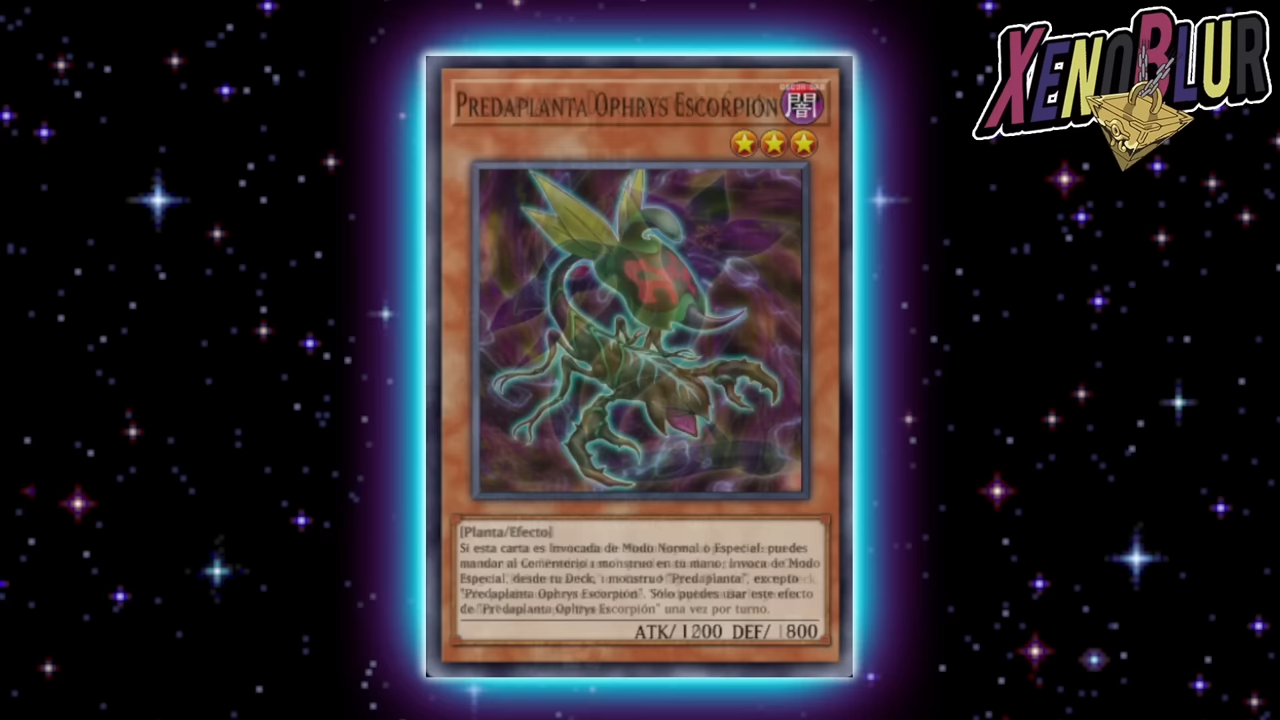 XENOBLUR
PREDAPLANTA OPHRYS ESCORPIÓN
闇
[Planta/Efecto]
Si esta carta es Invocada de Modo Normal o Especial: puedes
mandar al Cementerio 1 monstruo en tu mano; Invoca de Modo
Especial, desde tu Deck, 1 monstruo "Predaplanta", excepto
"Predaplanta Ophrys Escorpión". Sólo puedes usar este efecto
de "Predaplanta Ophrys Escorpión" una vez por turno.
ATK/1200 DEF/ 800